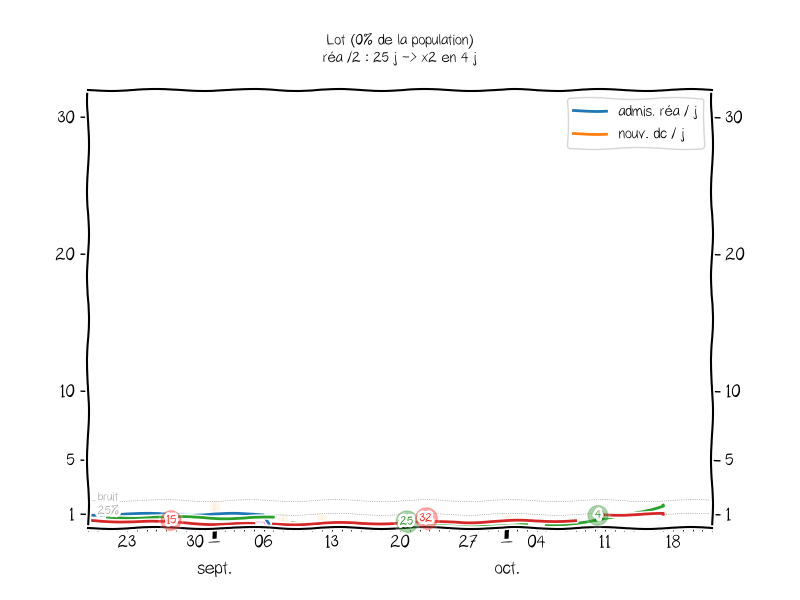 Lot (0% de la population)
réa /2 : 25 j -> x2 en 4 j
admis. réa / j
nouv. dc / j
30
30
20
20
10
10
5
5
bruit
25%
1
1
15
25
32
4
23 30 06 13 20 27 04 11 18
sept. oct.